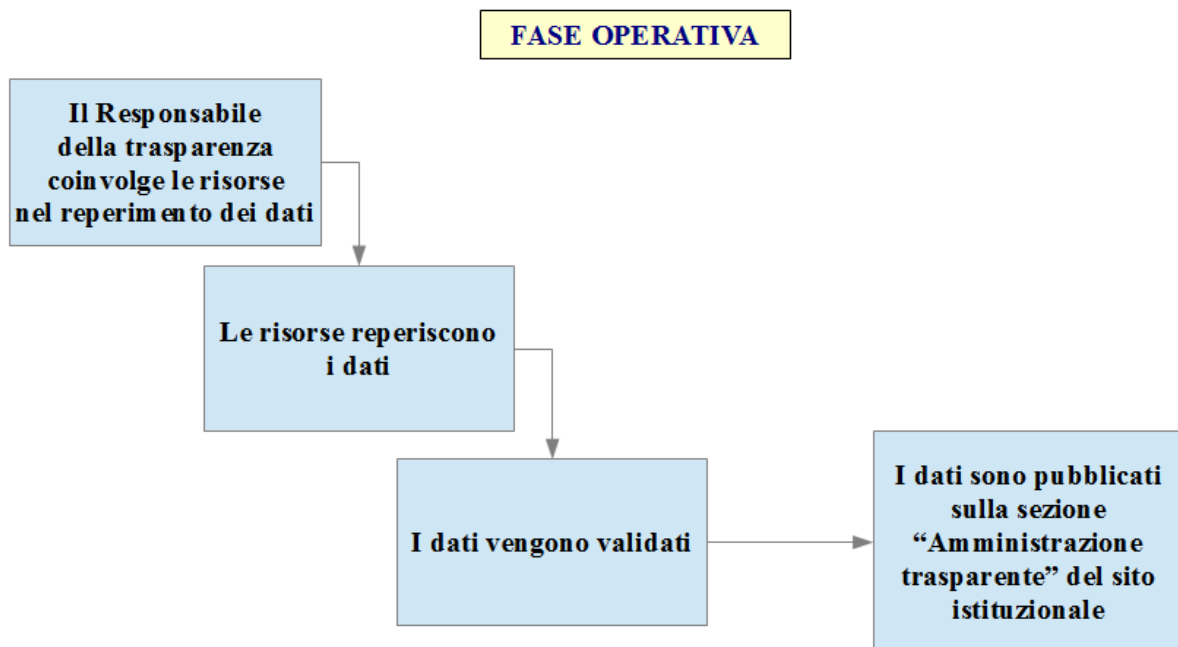 FASE OPERATIVA
Il Responsabile
della trasparenza
coinvolge le risorse
nel reperimento dei dati
Le risorse reperiscono
i dati
I dati vengono validati
I dati sono pubblicati
sulla sezione
“Amministrazione
trasparente” del sito
istituzionale